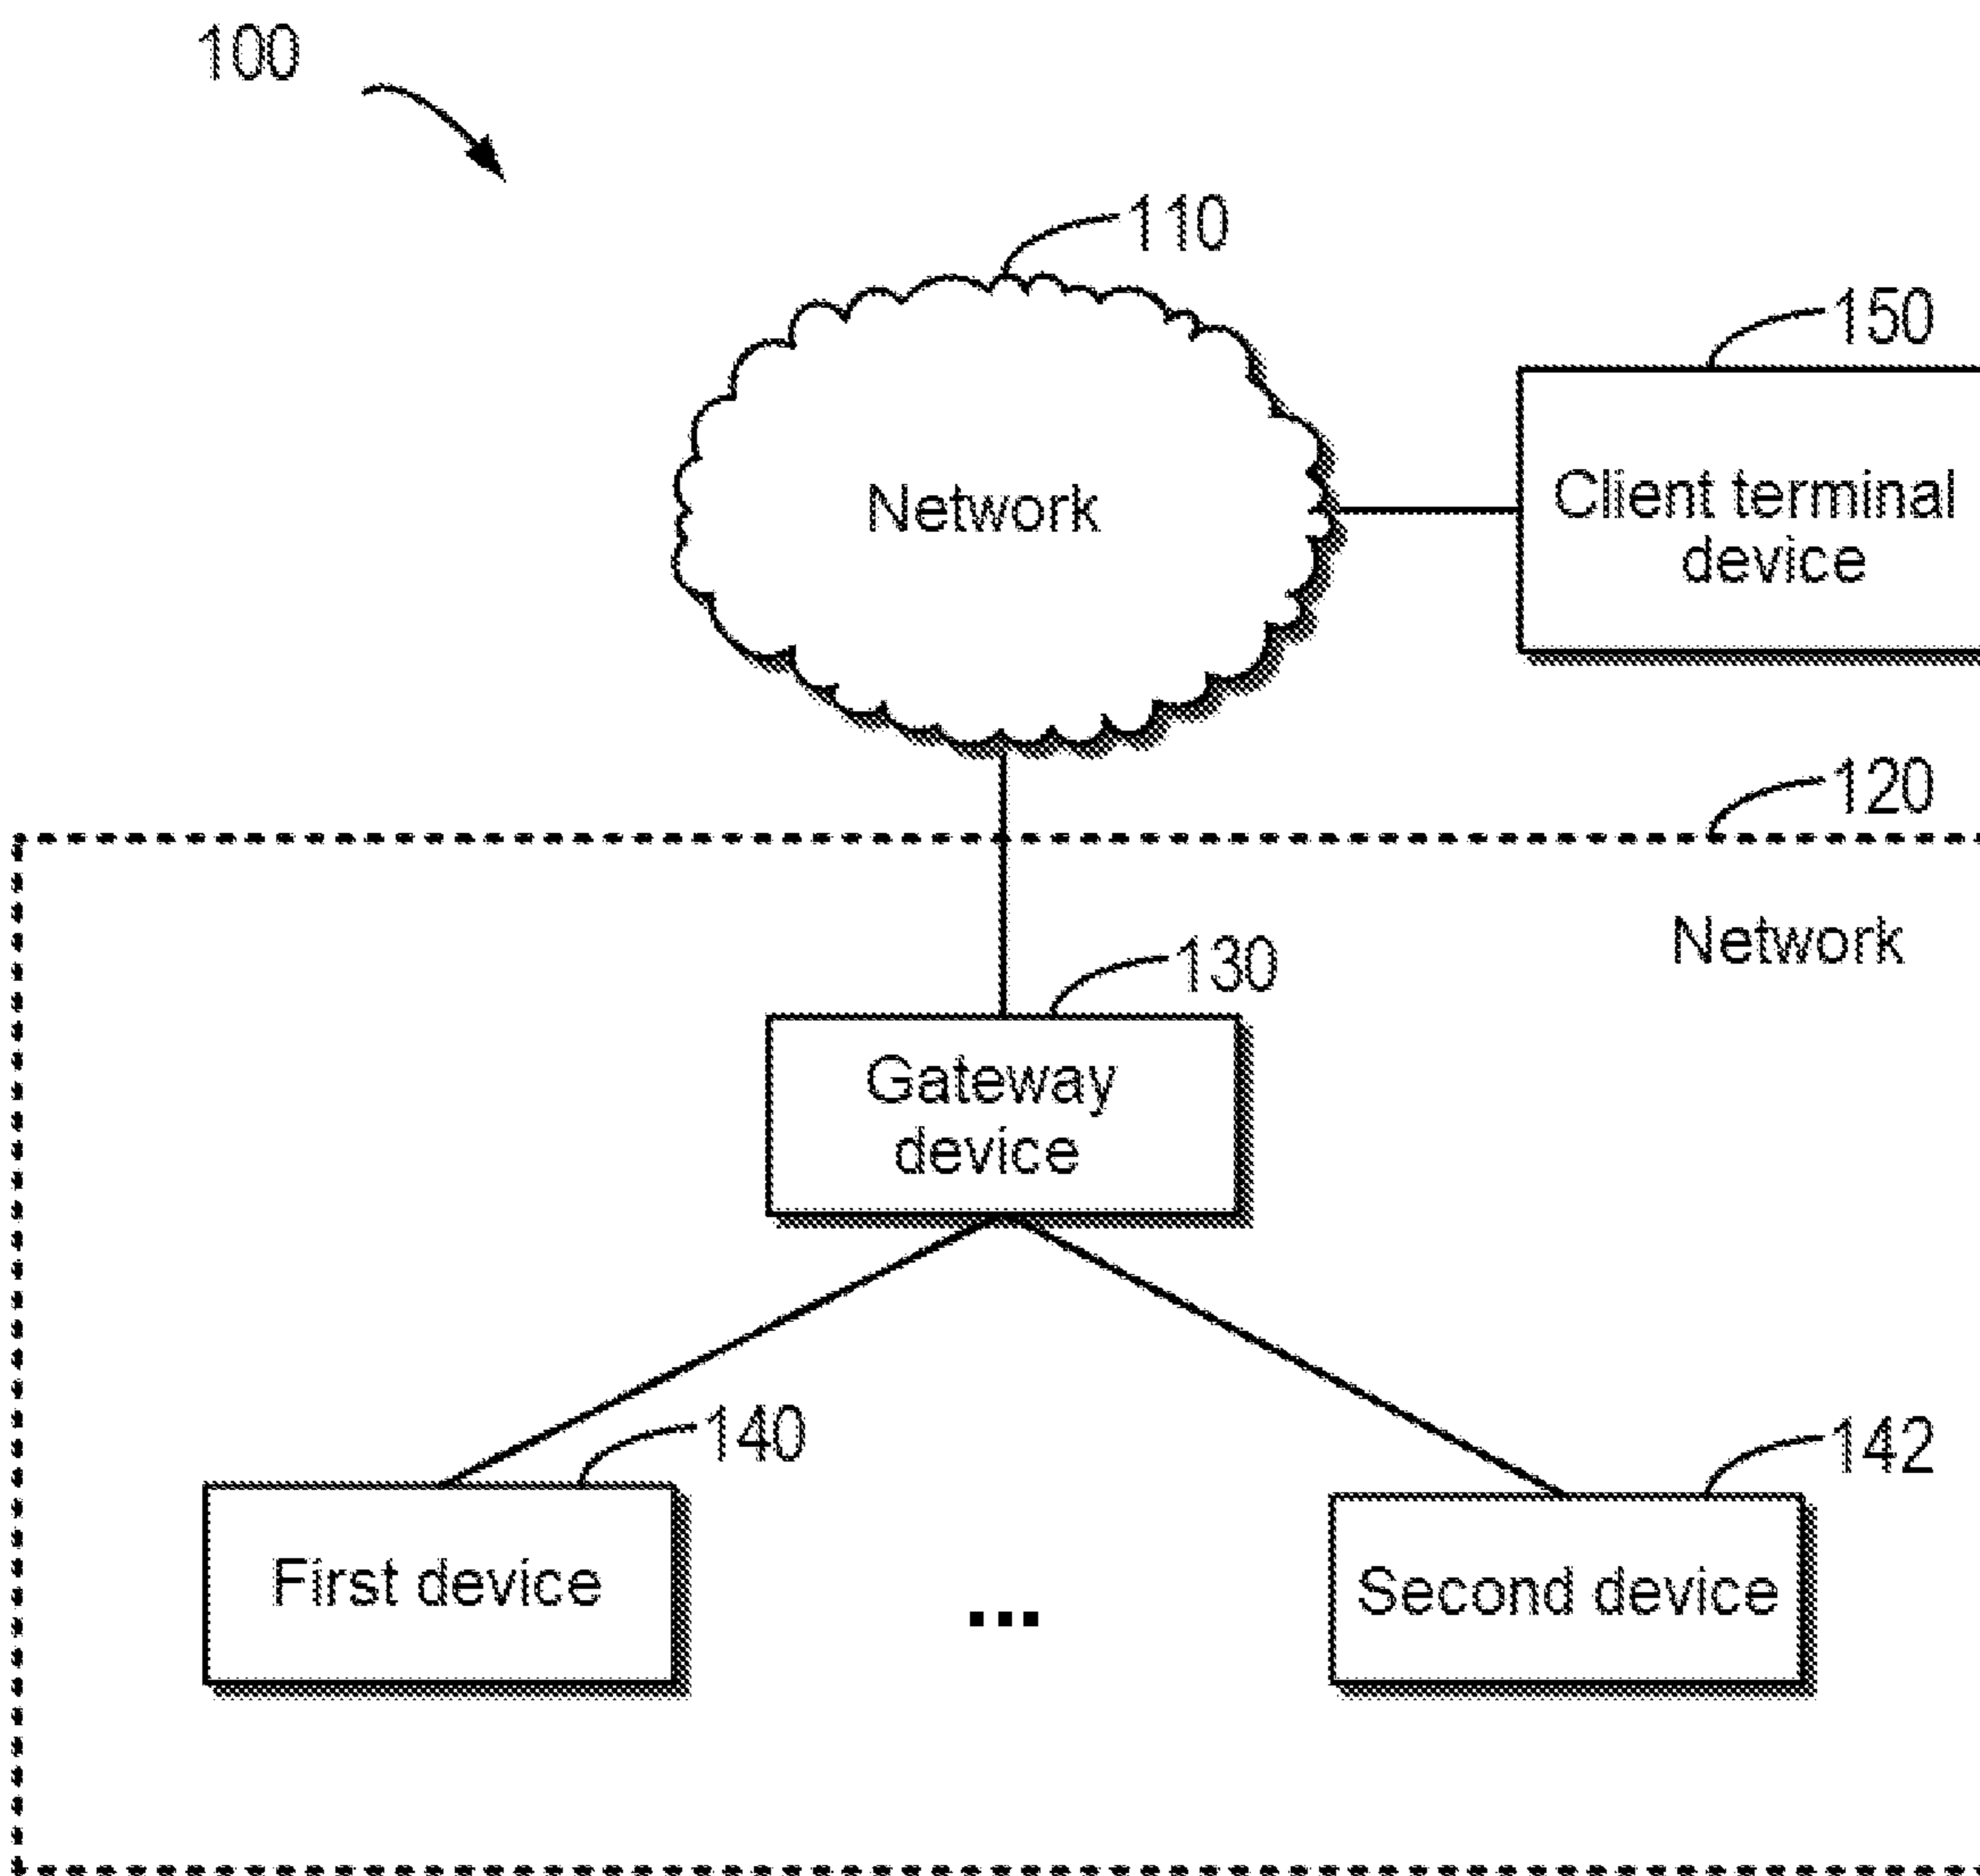 100
110
150
Network
Client terminal
device
120
Network
130
Gateway
device
140
142
First device
...
Second device